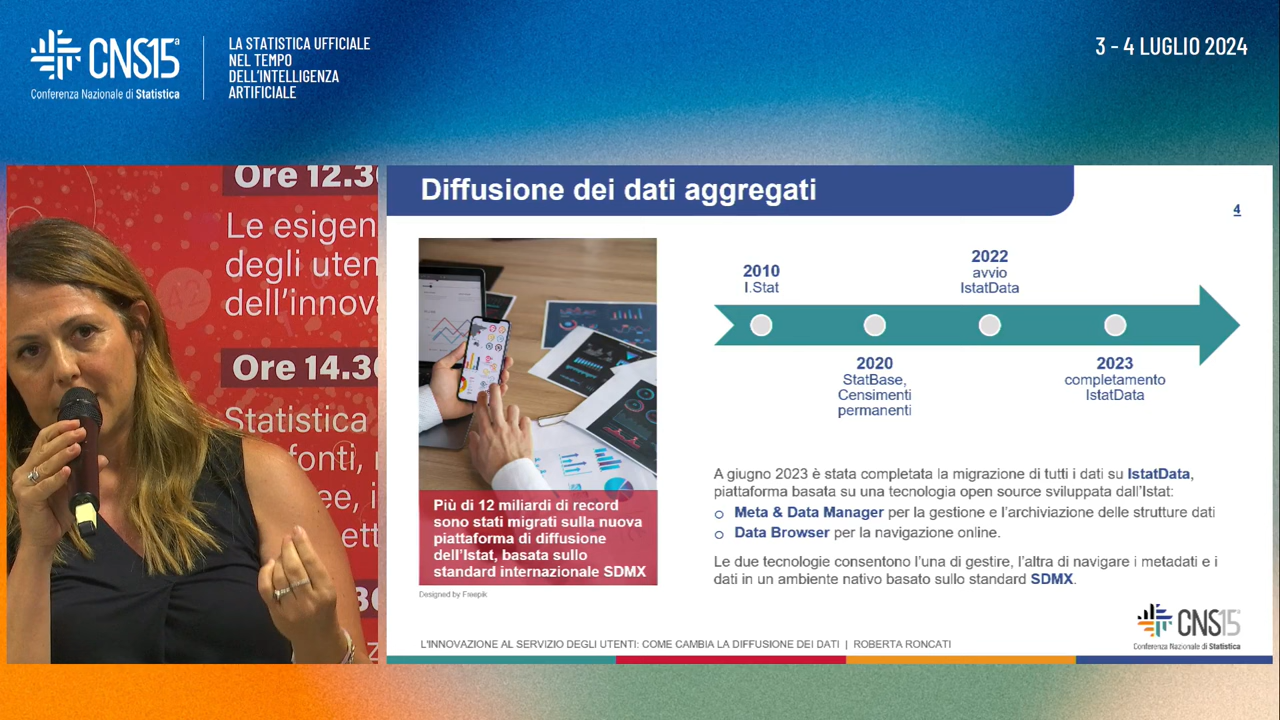 CNS15ª
Conferenza Nazionale di Statistica
LA STATISTICA UFFICIALE
NEL TEMPO
DELL'INTELLIGENZA
ARTIFICIALE
3 - 4 LUGLIO 2024
Ore 12.30
Le esigen
degli uten
dell'innova
Ore 14.30
Statistica
fonti,
ee, i
ett
Diffusione dei dati aggregati
4
2010
I.Stat
2022
avvio
IstatData
2020
StatBase,
Censimenti
permanenti
2023
completamento
IstatData
Più di 12 miliardi di record
sono stati migrati sulla nuova
piattaforma di diffusione
dell'Istat, basata sullo
standard internazionale SDMX
Designed by Freepik
A giugno 2023 è stata completata la migrazione di tutti i dati su IstatData,
piattaforma basata su una tecnologia open source sviluppata dall'Istat:
o Meta & Data Manager per la gestione e l'archiviazione delle strutture dati
o Data Browser per la navigazione online.
Le due tecnologie consentono l'una di gestire, l'altra di navigare i metadati e i
dati in un ambiente nativo basato sullo standard SDMX.
L'INNOVAZIONE AL SERVIZIO DEGLI UTENTI: COME CAMBIA LA DIFFUSIONE DEI DATI | ROBERTA RONCATI
CNS15
Conferenza Nazionale di Statistica